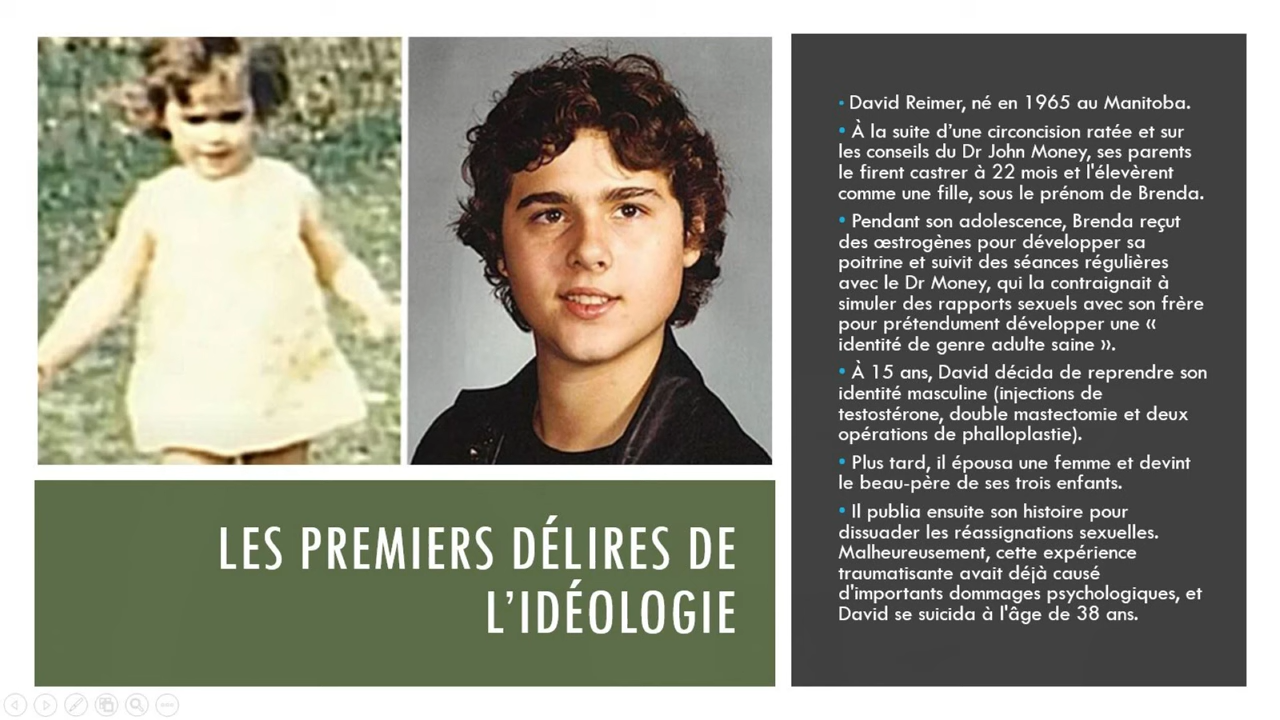 • David Reimer, né en 1965 au Manitoba.
• À la suite d'une circoncision ratée et sur
les conseils du Dr John Money, ses parents
le firent castrer à 22 mois et l'élevèrent
comme une fille, sous le prénom de Brenda.
• Pendant son adolescence, Brenda reçut
des œstrogènes pour développer sa
poitrine et suivit des séances régulières
avec le Dr Money, qui la contraignait à
simuler des rapports sexuels avec son frère
pour prétendument développer une «
identité de genre adulte saine ».
• À 15 ans, David décida de reprendre son
identité masculine (injections de
testostérone, double mastectomie et deux
opérations de phalloplastie).
• Plus tard, il épousa une femme et devint
le beau-père de ses trois enfants.
• Il publia ensuite son histoire pour
dissuader les réassignations sexuelles.
Malheureusement, cette expérience
traumatisante avait déjà causé
d'importants dommages psychologiques, et
David se suicida à l'âge de 38 ans.
LES PREMIERS DÉLIRES DE
L'IDÉOLOGIE